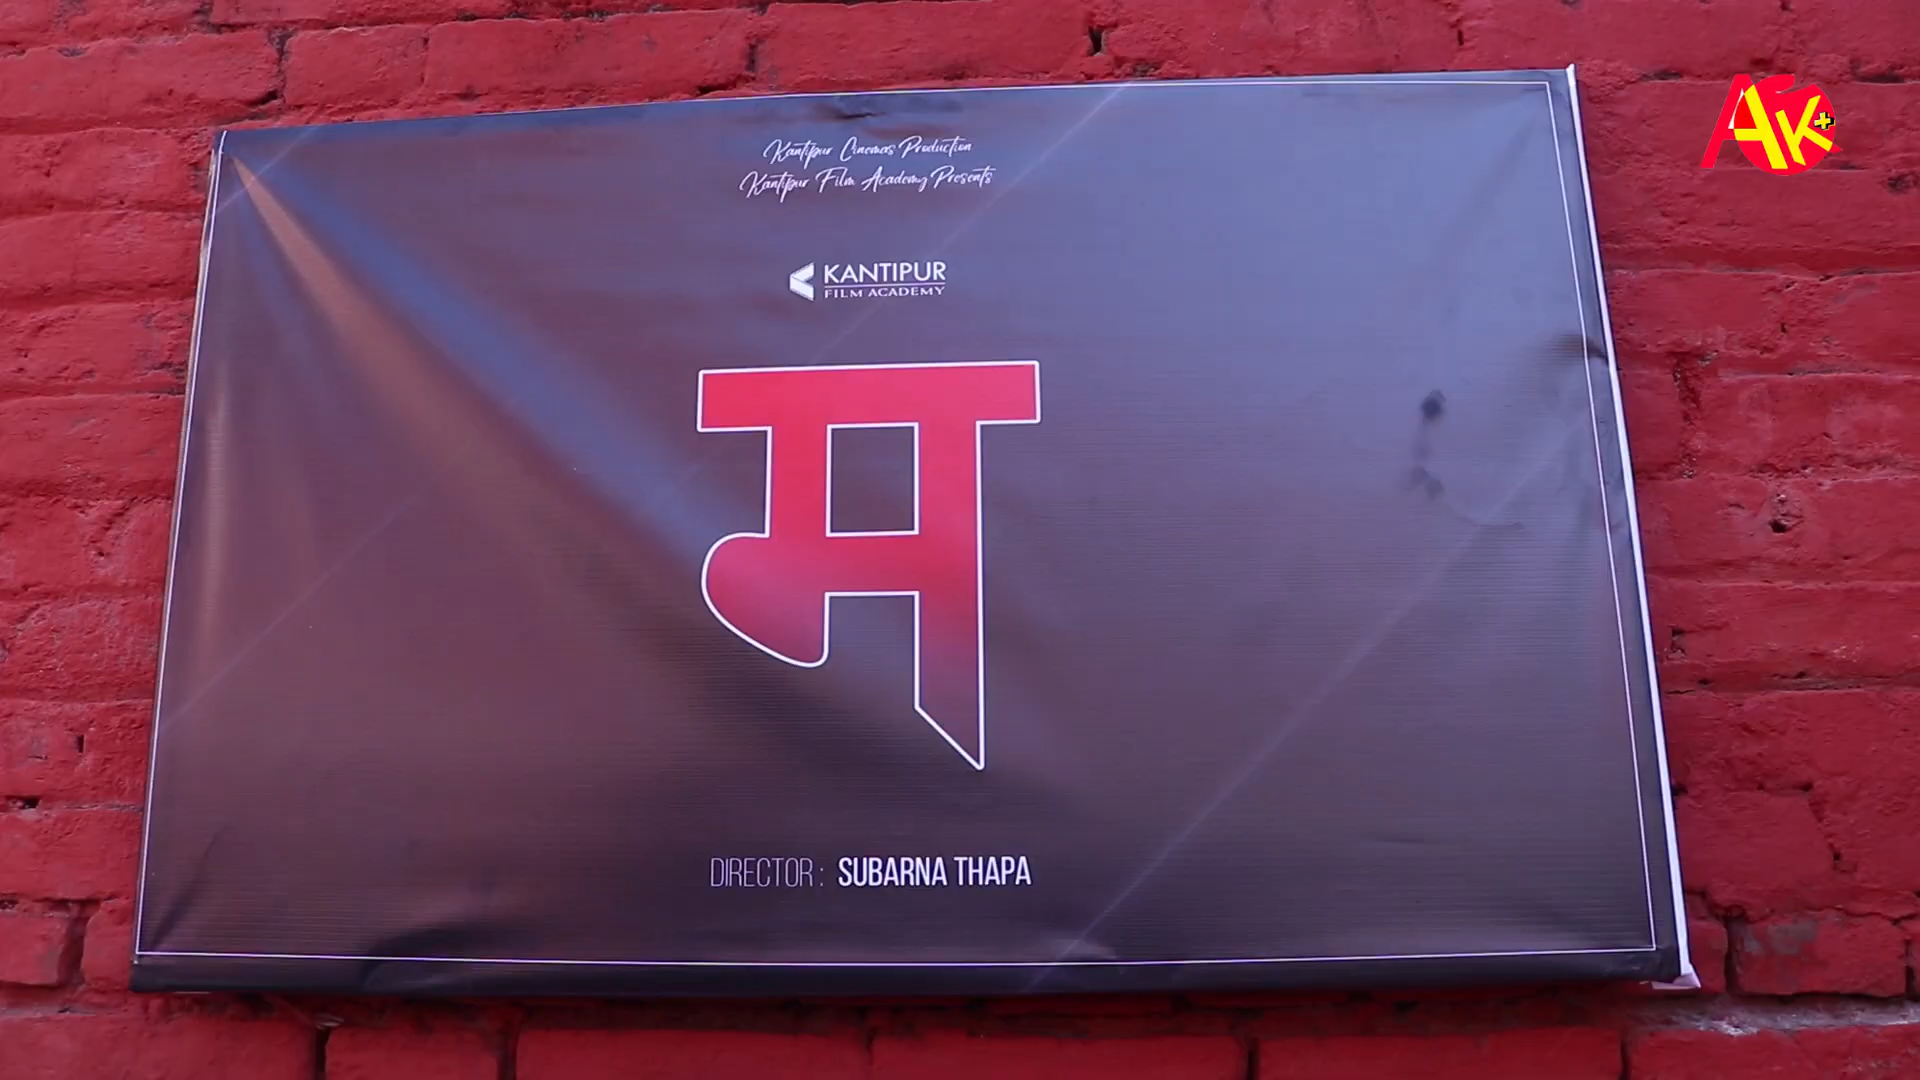 Kantipur Cinemas Production
Kantipur Film Academy Presents
KANTIPUR
FILM ACADEMY
म
DIRECTOR : SUBARNA THAPA
AK+